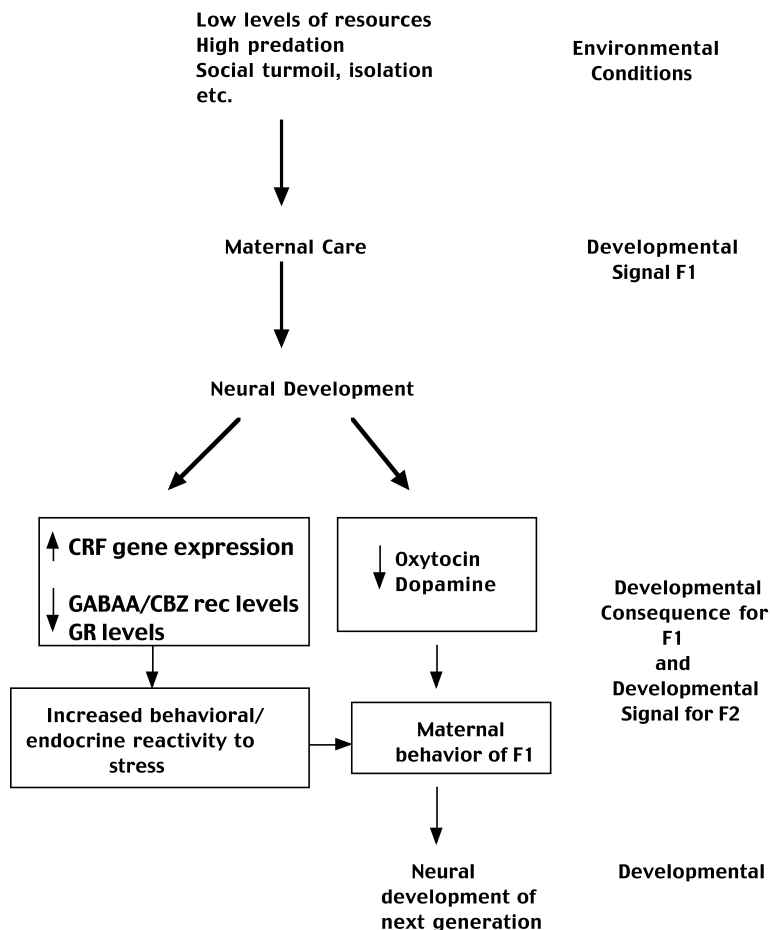 Low levels of resources
High predation
Social turmoil, isolation
etc.
Environmental
Conditions
Maternal Care
Developmental
Signal F1
Neural Development
CRF gene expression
GABAA/CBZ rec levels
GR levels
Oxytocin
Dopamine
Developmental
Consequence for
F1
and
Developmental
Signal for F2
Increased behavioral/
endocrine reactivity to
stress
Maternal
behavior of F1
Neural
development of
next generation
Developmental